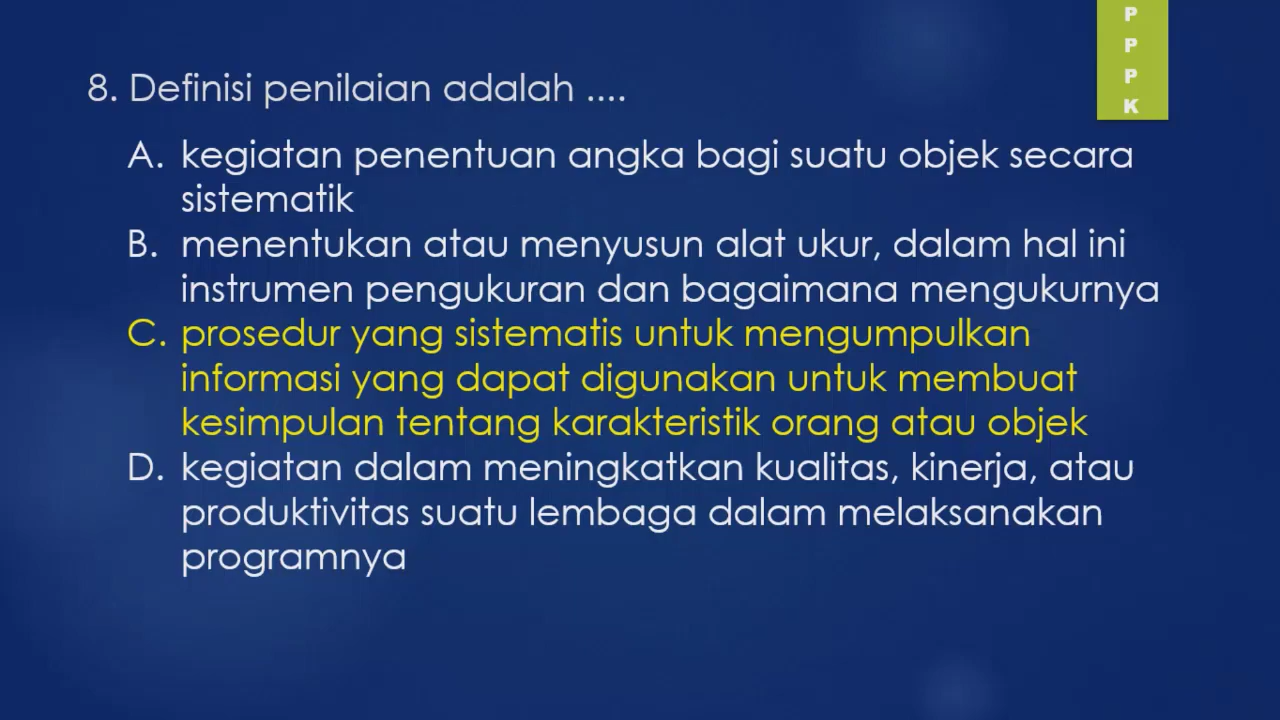 P
P
P
K
8. Definisi penilaian adalah ....
A. kegiatan penentuan angka bagi suatu objek secara
sistematik
B. menentukan atau menyusun alat ukur, dalam hal ini
instrumen pengukuran dan bagaimana mengukurnya
C. prosedur yang sistematis untuk mengumpulkan
informasi yang dapat digunakan untuk membuat
kesimpulan tentang karakteristik orang atau objek
D. kegiatan dalam meningkatkan kualitas, kinerja, atau
produktivitas suatu lembaga dalam melaksanakan
programnya